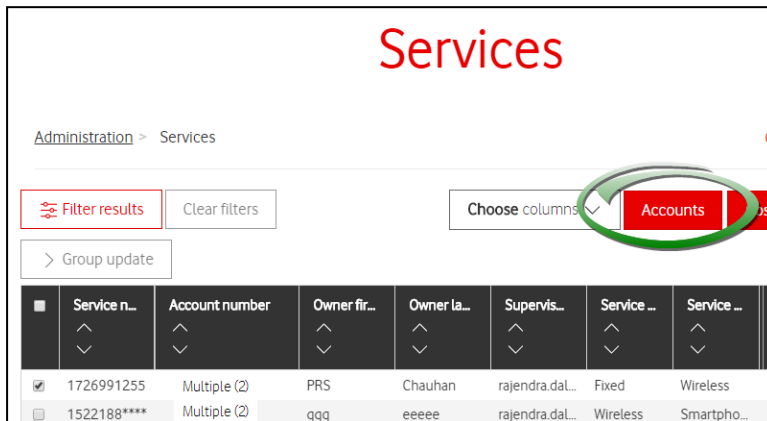 Services
Administration > Services
Filter results Clear filters Choose columns Accounts
Group update
Service n... Account number Owner fir... Owner la... Supervis... Service ... Service ...
1726991255 Multiple (2) PRS Chauhan rajendra.dal... Fixed Wireless
1522188**** Multiple (2) qqq eeeee rajendra.dal... Wireless Smartpho...